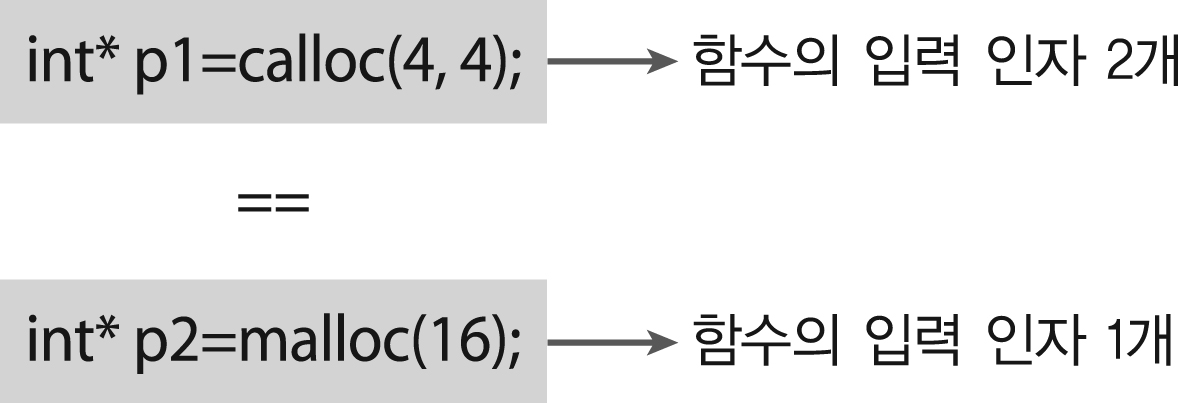 int* p1=calloc(4, 4); 함수의 입력 인자 2개
==
int* p2=malloc(16); 함수의 입력 인자 1개